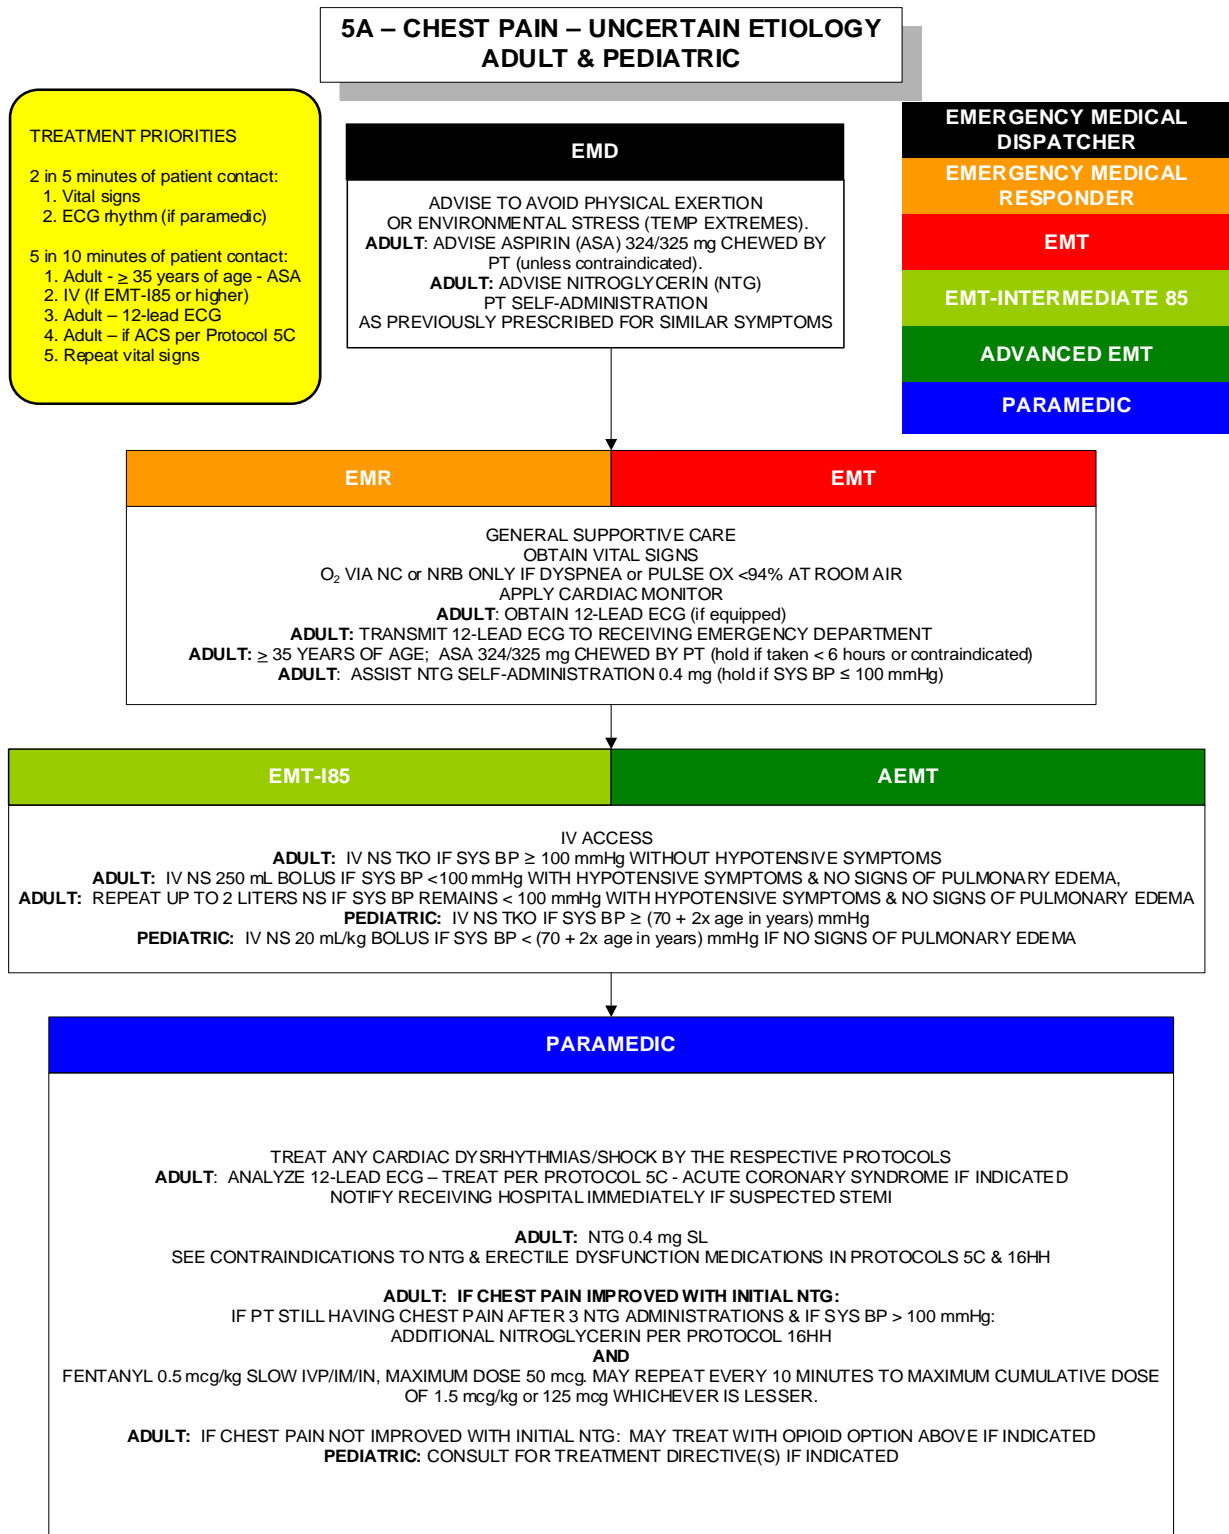 5A – CHEST PAIN – UNCERTAIN ETIOLOGY
ADULT & PEDIATRIC
TREATMENT PRIORITIES
2 in 5 minutes of patient contact:
1. Vital signs
2. ECG rhythm (if paramedic)
5 in 10 minutes of patient contact:
1. Adult - ≥ 35 years of age - ASA
2. IV (If EMT-I85 or higher)
3. Adult – 12-lead ECG
4. Adult – if ACS per Protocol 5C
5. Repeat vital signs
EMD
ADVISE TO AVOID PHYSICAL EXERTION
OR ENVIRONMENTAL STRESS (TEMP EXTREMES).
ADULT: ADVISE ASPIRIN (ASA) 324/325 mg CHEWED BY
PT (unless contraindicated).
ADULT: ADVISE NITROGLYCERIN (NTG)
PT SELF-ADMINISTRATION
AS PREVIOUSLY PRESCRIBED FOR SIMILAR SYMPTOMS
EMERGENCY MEDICAL
DISPATCHER
EMERGENCY MEDICAL
RESPONDER
EMT
EMT-INTERMEDIATE 85
ADVANCED EMT
PARAMEDIC
EMR
EMT
GENERAL SUPPORTIVE CARE
OBTAIN VITAL SIGNS
O₂ VIA NC or NRB ONLY IF DYSPNEA or PULSE OX <94% AT ROOM AIR
APPLY CARDIAC MONITOR
ADULT: OBTAIN 12-LEAD ECG (if equipped)
ADULT: TRANSMIT 12-LEAD ECG TO RECEIVING EMERGENCY DEPARTMENT
ADULT: ≥ 35 YEARS OF AGE; ASA 324/325 mg CHEWED BY PT (hold if taken < 6 hours or contraindicated)
ADULT: ASSIST NTG SELF-ADMINISTRATION 0.4 mg (hold if SYS BP ≤ 100 mmHg)
EMT-I85
AEMT
IV ACCESS
ADULT: IV NS TKO IF SYS BP ≥ 100 mmHg WITHOUT HYPOTENSIVE SYMPTOMS
ADULT: IV NS 250 mL BOLUS IF SYS BP <100 mmHg WITH HYPOTENSIVE SYMPTOMS & NO SIGNS OF PULMONARY EDEMA,
ADULT: REPEAT UP TO 2 LITERS NS IF SYS BP REMAINS < 100 mmHg WITH HYPOTENSIVE SYMPTOMS & NO SIGNS OF PULMONARY EDEMA
PEDIATRIC: IV NS TKO IF SYS BP ≥ (70 + 2x age in years) mmHg
PEDIATRIC: IV NS 20 mL/kg BOLUS IF SYS BP < (70 + 2x age in years) mmHg IF NO SIGNS OF PULMONARY EDEMA
PARAMEDIC
TREAT ANY CARDIAC DYSRHYTHMIAS/SHOCK BY THE RESPECTIVE PROTOCOLS
ADULT: ANALYZE 12-LEAD ECG – TREAT PER PROTOCOL 5C - ACUTE CORONARY SYNDROME IF INDICATED
NOTIFY RECEIVING HOSPITAL IMMEDIATELY IF SUSPECTED STEMI
ADULT: NTG 0.4 mg SL
SEE CONTRAINDICATIONS TO NTG & ERECTILE DYSFUNCTION MEDICATIONS IN PROTOCOLS 5C & 16HH
ADULT: IF CHEST PAIN IMPROVED WITH INITIAL NTG:
IF PT STILL HAVING CHEST PAIN AFTER 3 NTG ADMINISTRATIONS & IF SYS BP > 100 mmHg:
ADDITIONAL NITROGLYCERIN PER PROTOCOL 16HH
AND
FENTANYL 0.5 mcg/kg SLOW IVP/IM/IN, MAXIMUM DOSE 50 mcg. MAY REPEAT EVERY 10 MINUTES TO MAXIMUM CUMULATIVE DOSE
OF 1.5 mcg/kg or 125 mcg WHICHEVER IS LESSER.
ADULT: IF CHEST PAIN NOT IMPROVED WITH INITIAL NTG: MAY TREAT WITH OPIOID OPTION ABOVE IF INDICATED
PEDIATRIC: CONSULT FOR TREATMENT DIRECTIVE(S) IF INDICATED